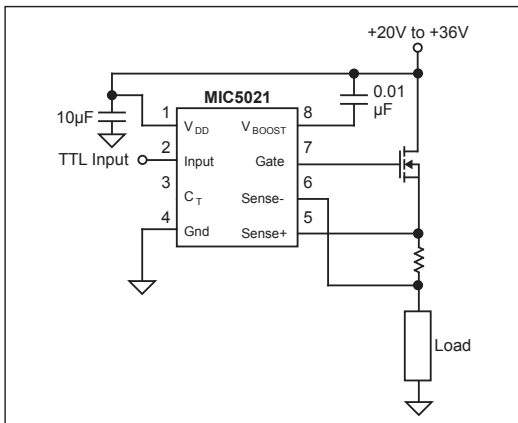 +20V to +36V
MIC5021
10µF
0.01
µF
1
VDD
VBOOST
8
TTL Input
2
Input
Gate
7
3
CT
Sense-
6
4
Gnd
Sense+
5
Load